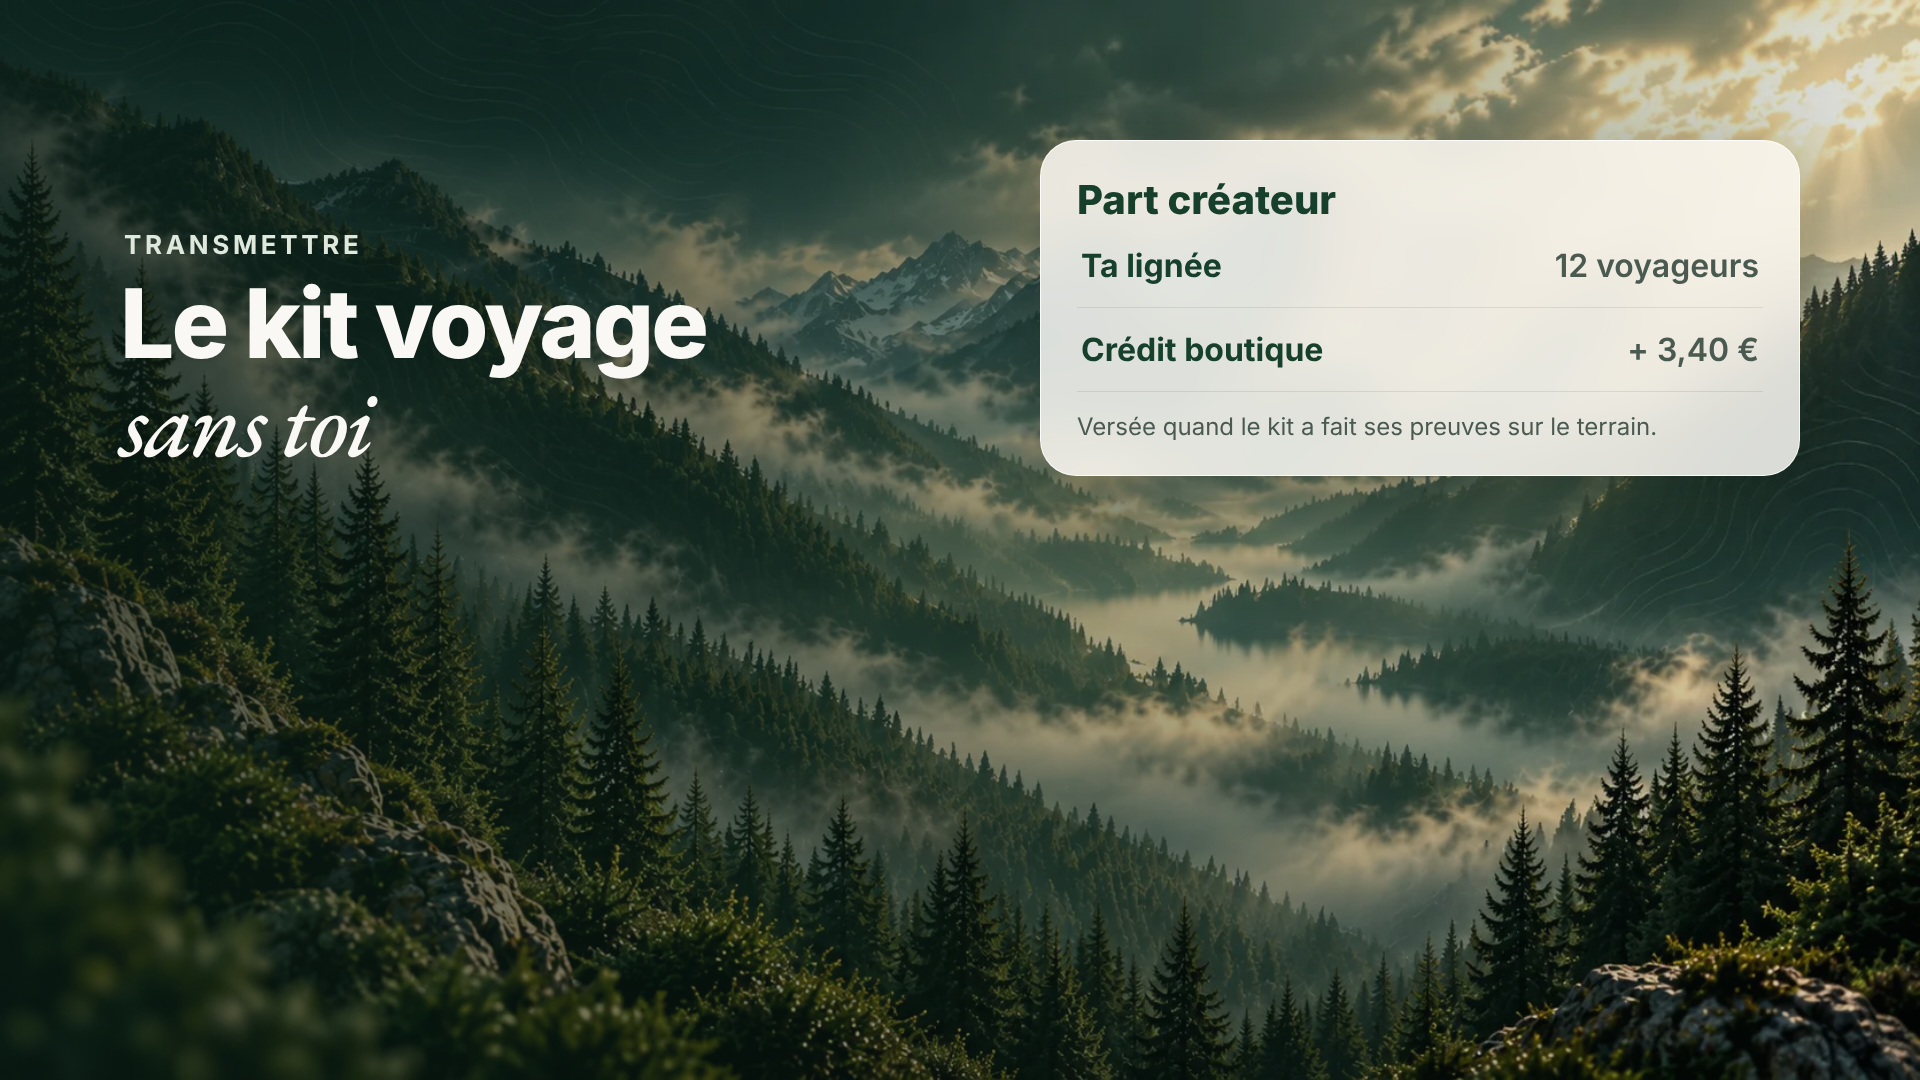 TRANSMETTRE
Le kit voyage
sans toi
Part créateur
Ta lignée 12 voyageurs
Crédit boutique + 3,40 €
Versée quand le kit a fait ses preuves sur le terrain.